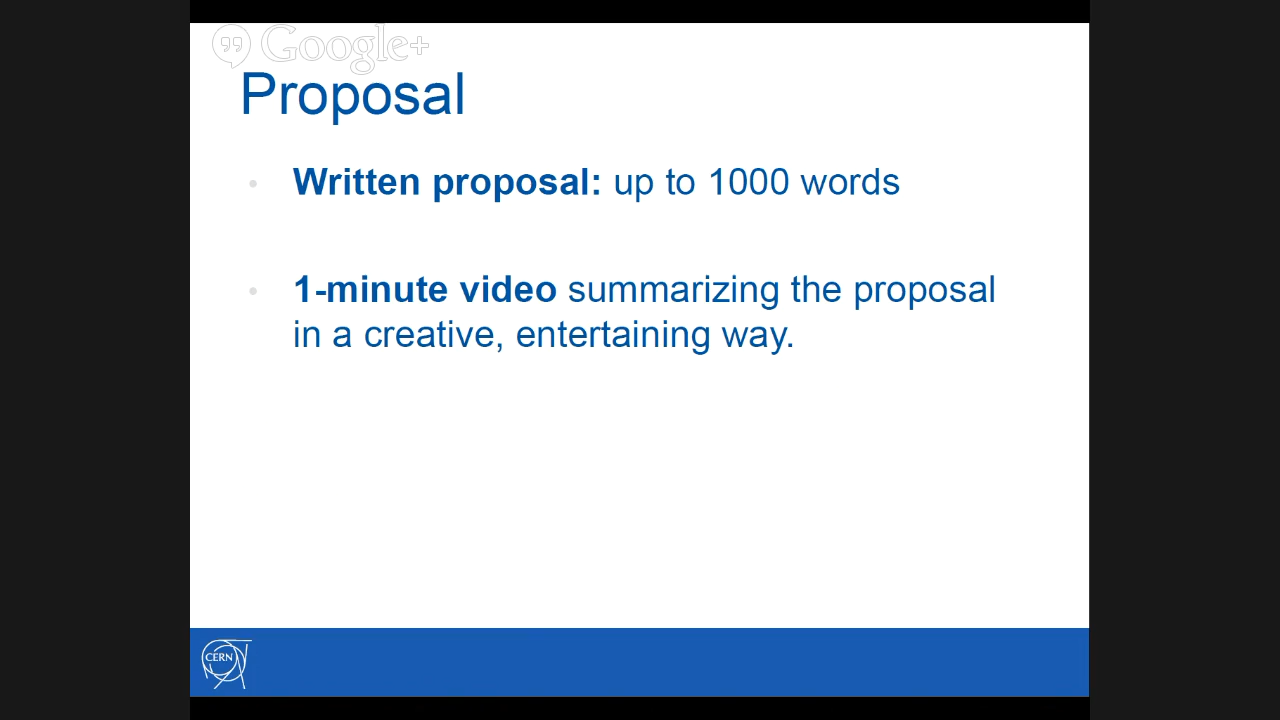 Google+
Proposal
• Written proposal: up to 1000 words
• 1-minute video summarizing the proposal
in a creative, entertaining way.
CERN